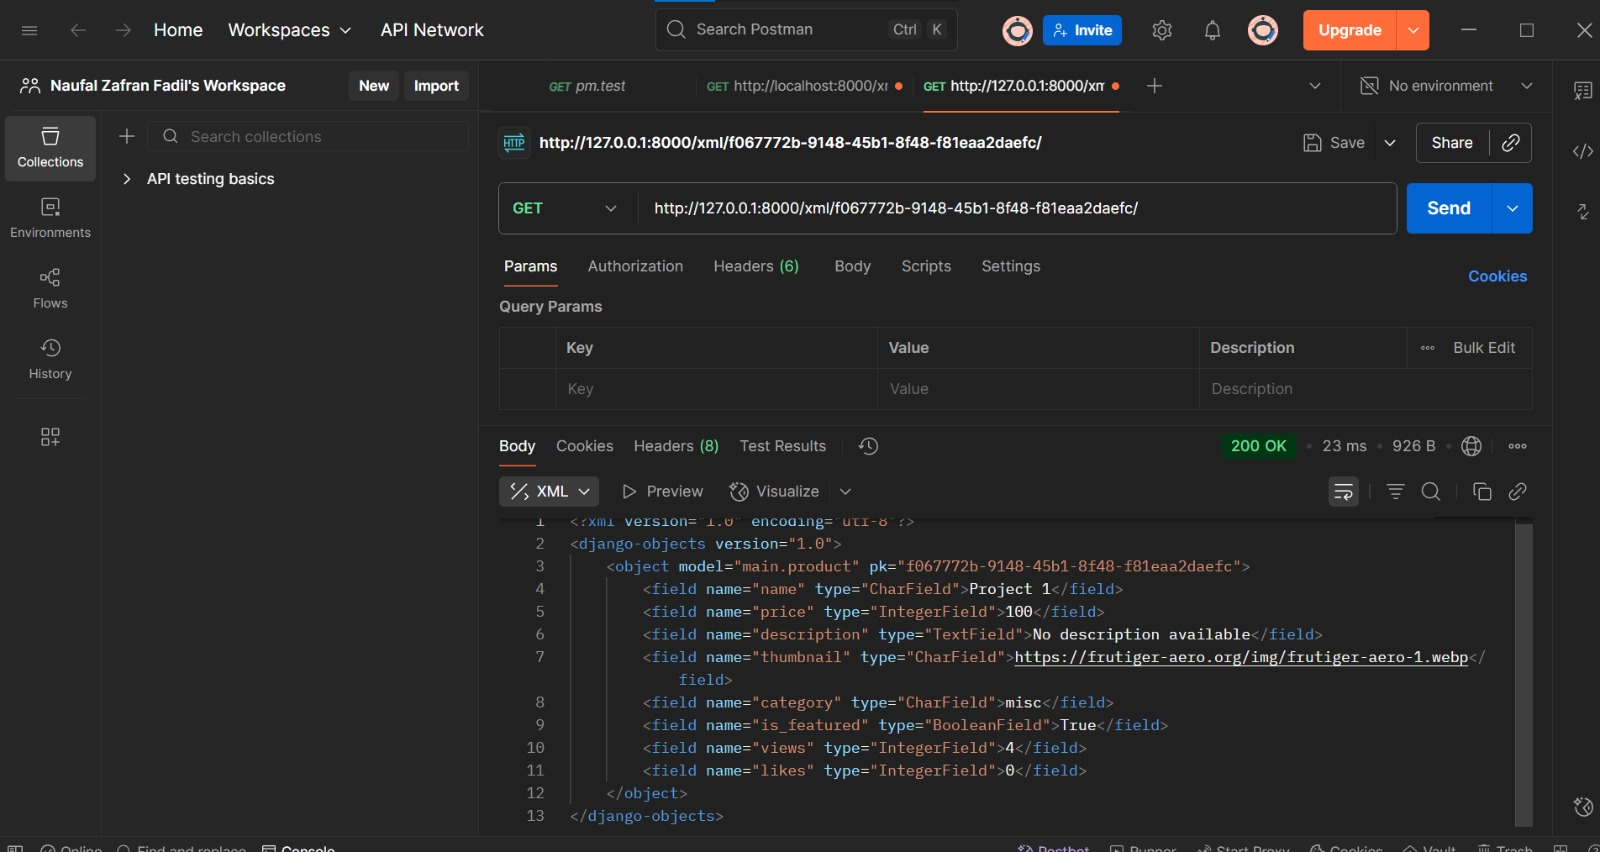 Home Workspaces API Network Search Postman Ctrl K Invite Upgrade
Naufal Zafran Fadil's Workspace New Import
GET pm.test GET http://localhost:8000/x GET http://127.0.0.1:8000/xm No environment
Collections
Search collections
API testing basics
Environments
Flows
History
HTTP http://127.0.0.1:8000/xml/f067772b-9148-45b1-8f48-f81eaa2daefc/ Save Share
GET http://127.0.0.1:8000/xml/f067772b-9148-45b1-8f48-f81eaa2daefc/ Send
Params Authorization Headers (6) Body Scripts Settings Cookies
Query Params
Key Value Description Bulk Edit
Key Value Description
Body Cookies Headers (8) Test Results 200 OK 23 ms 926 B
XML Preview Visualize
1 <?xml version="1.0" encoding="utf-8"?>
2 <django-objects version="1.0">
3 <object model="main.product" pk="f067772b-9148-45b1-8f48-f81eaa2daefc">
4 <field name="name" type="CharField">Project 1</field>
5 <field name="price" type="IntegerField">100</field>
6 <field name="description" type="TextField">No description available</field>
7 <field name="thumbnail" type="CharField">https://frutiger-aero.org/img/frutiger-aero-1.webp</
field>
8 <field name="category" type="CharField">misc</field>
9 <field name="is_featured" type="BooleanField">True</field>
10 <field name="views" type="IntegerField">4</field>
11 <field name="likes" type="IntegerField">0</field>
12 </object>
13 </django-objects>
Online Find and replace Console Postbot Runner Start Proxy Cookies Vault Trash